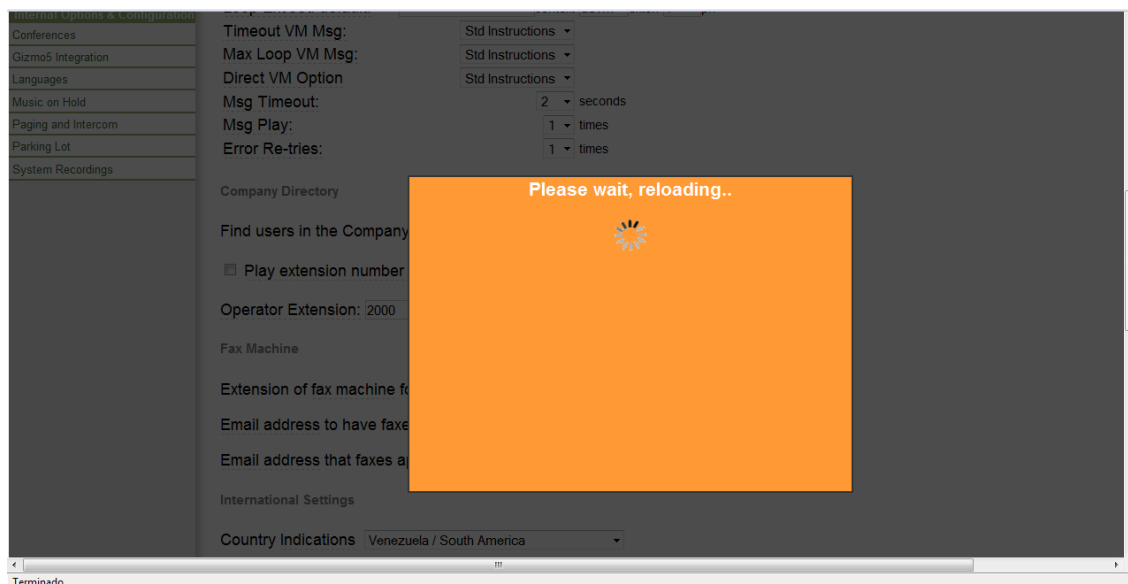 Internal Options & Configuration
Conferences
Gizmo5 Integration
Languages
Music on Hold
Paging and Intercom
Parking Lot
System Recordings
Timeout VM Msg: Std Instructions
Max Loop VM Msg: Std Instructions
Direct VM Option Std Instructions
Msg Timeout: 2 seconds
Msg Play: 1 times
Error Re-tries: 1 times
Company Directory
Find users in the Company
Play extension number
Operator Extension: 2000
Fax Machine
Extension of fax machine fo
Email address to have faxe
Email address that faxes a
International Settings
Country Indications Venezuela / South America
Please wait, reloading..
Terminado